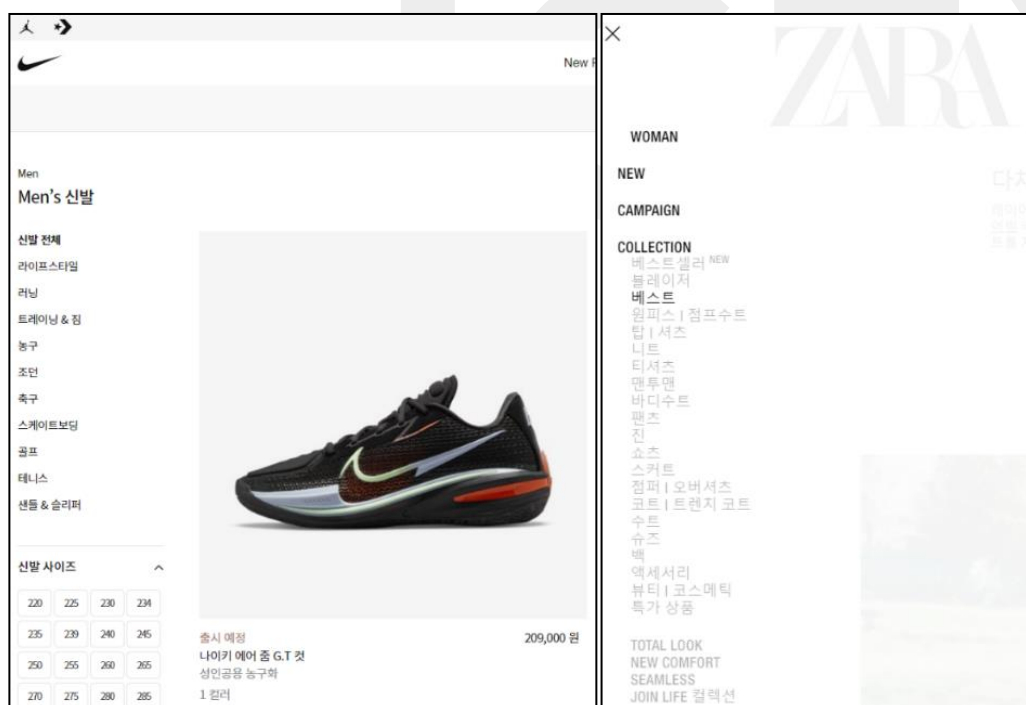 New
Men
Men's 신발
신발 전체
라이프스타일
러닝
트레이닝 & 짐
농구
조던
축구
스케이트보딩
골프
테니스
샌들 & 슬리퍼
신발 사이즈
220 225 230 234
235 239 240 245
250 255 260 265
270 275 280 285
출시 예정 209,000 원
나이키 에어 줌 G.T 컷
성인공용 농구화
1 컬러
ZARA
WOMAN
NEW
CAMPAIGN
COLLECTION
베스트셀러 NEW
블레이저
베스트
원피스 | 점프수트
탑 | 셔츠
니트
티셔츠
맨투맨
바디수트
팬츠
진
쇼츠
스커트
점퍼 | 오버셔츠
코트 | 트렌치 코트
수트
슈즈
백
액세서리
뷰티 | 코스메틱
특가 상품
TOTAL LOOK
NEW COMFORT
SEAMLESS
JOIN LIFE 컬렉션